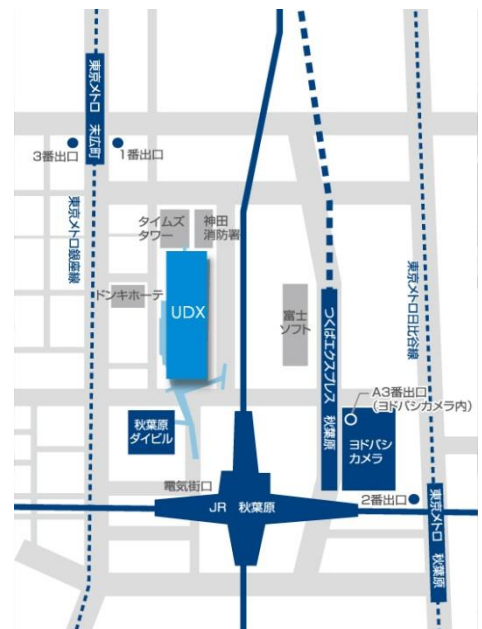 東京メトロ 末広町
3番出口
1番出口
東京メトロ銀座線
タイムズ
タワー
神田
消防署
ドンキホーテ
UDX
富士
ソフト
つくばエクスプレス 秋葉原
東京メトロ日比谷線
A3番出口
(ヨドバシカメラ内)
秋葉原
ダイビル
ヨドバシ
カメラ
電気街口
2番出口
JR 秋葉原
東京メトロ 秋葉原